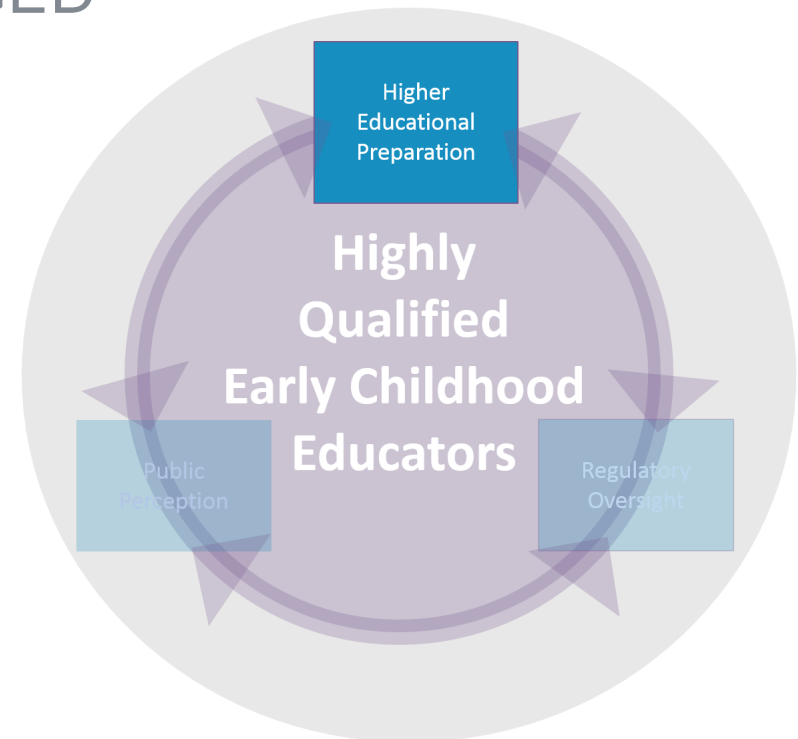 Higher
Educational
Preparation
Highly
Qualified
Early Childhood
Educators
Public
Perception
Regulatory
Oversight